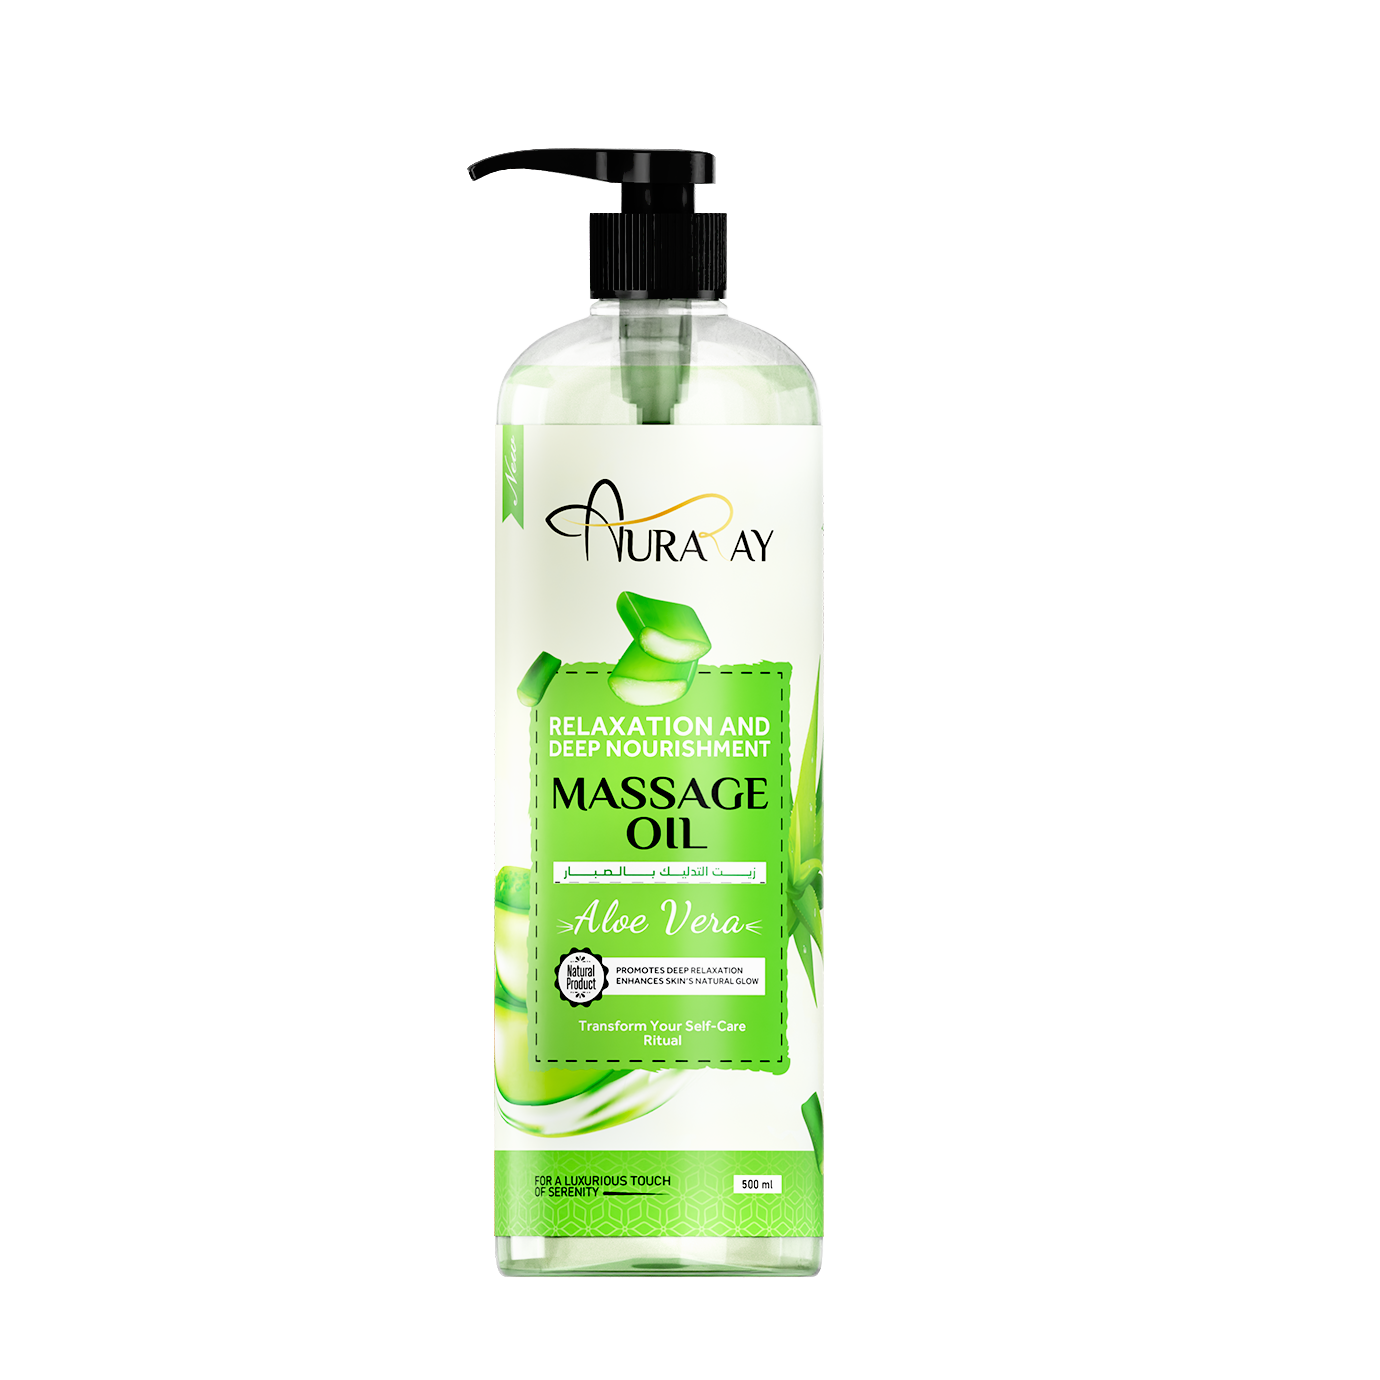 New
AURARAY
RELAXATION AND
DEEP NOURISHMENT
MASSAGE
OIL
زيت التدليك بالصبار
Aloe Vera
Natural
Product
PROMOTES DEEP RELAXATION
ENHANCES SKIN'S NATURAL GLOW
Transform Your Self-Care
Ritual
FOR A LUXURIOUS TOUCH
OF SERENITY
500 ml